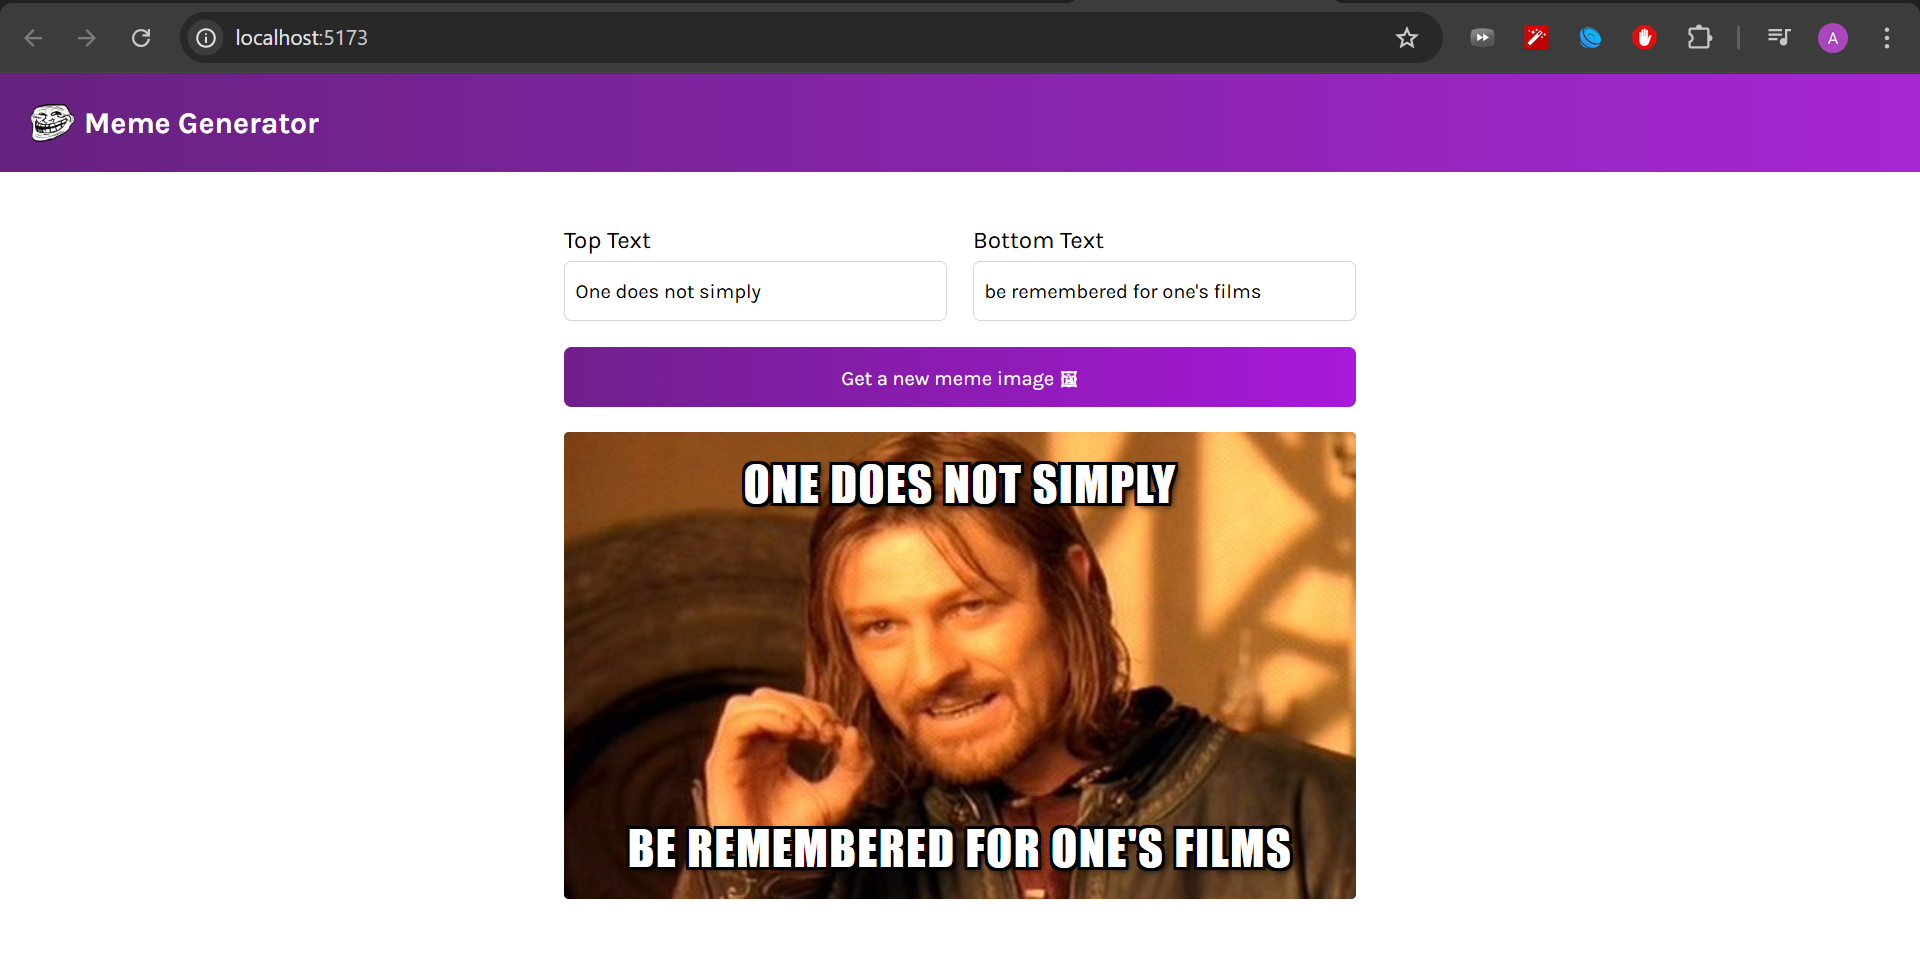 localhost:5173
A
Meme Generator
Top Text
Bottom Text
One does not simply
be remembered for one's films
Get a new meme image 🖼
ONE DOES NOT SIMPLY
BE REMEMBERED FOR ONE'S FILMS